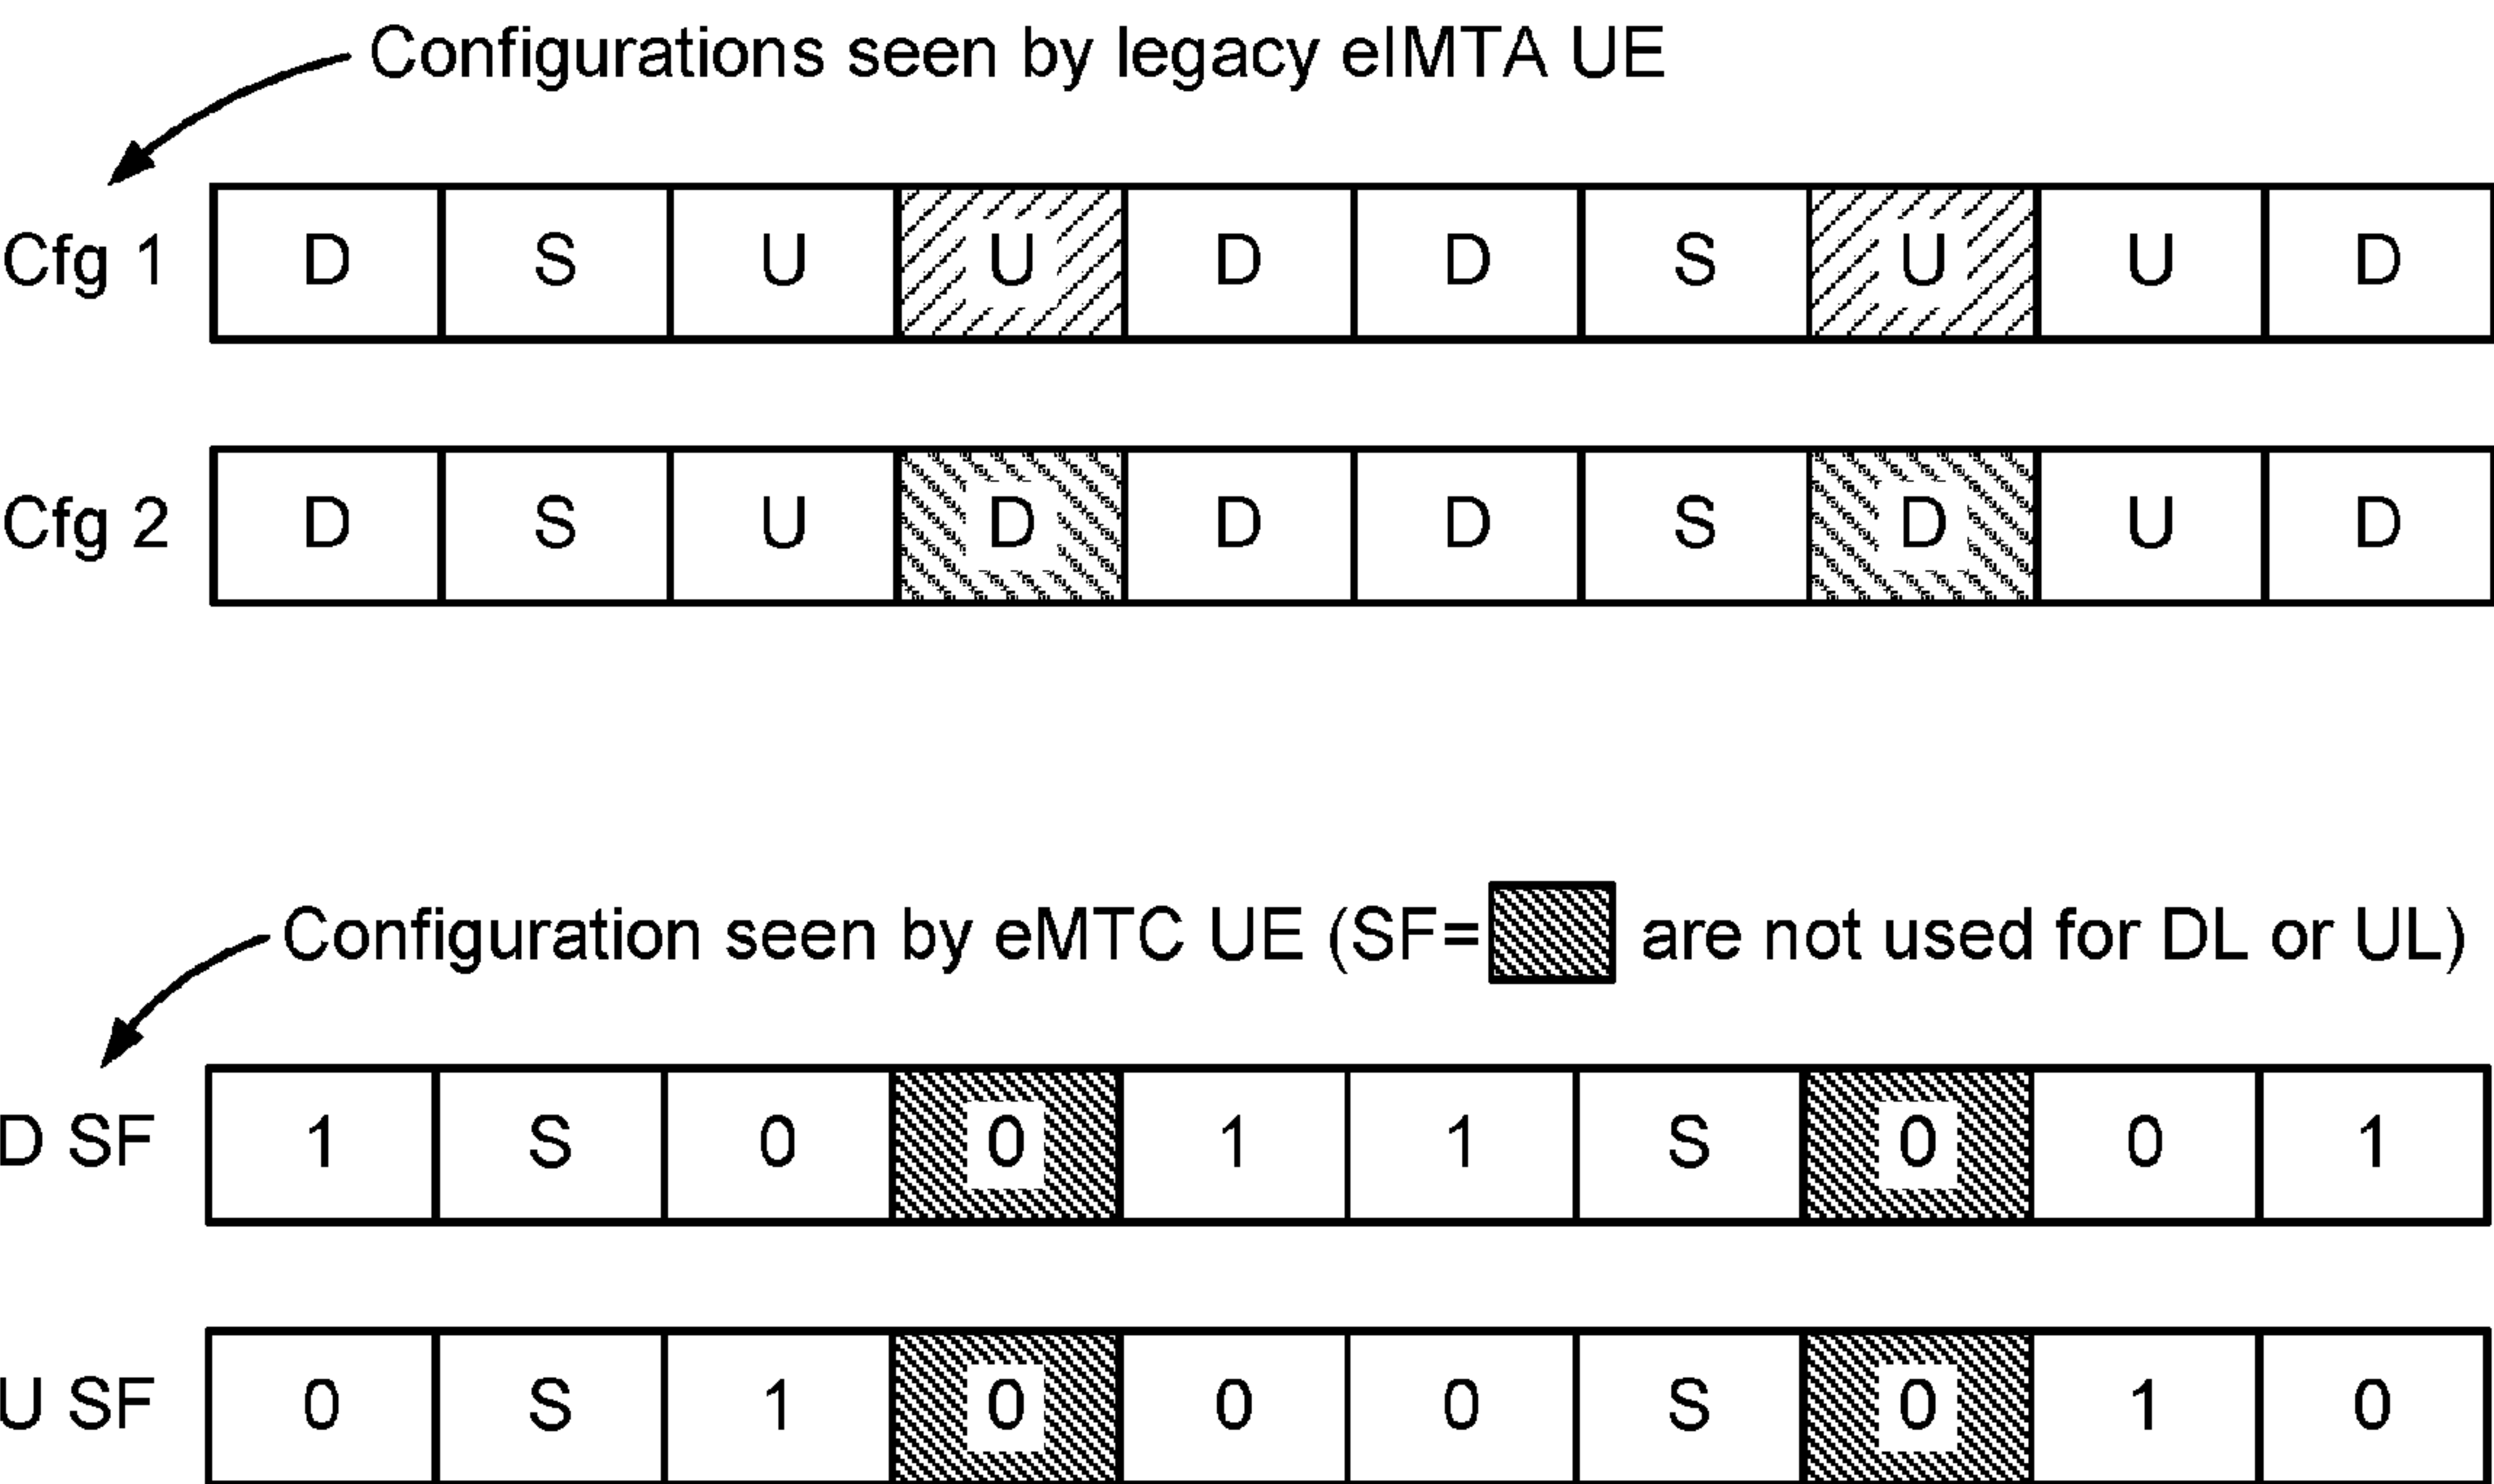 Configurations seen by legacy eIMTA UE
Cfg 1 D S U U D D S U U D
Cfg 2 D S U D D D S D U D
Configuration seen by eMTC UE (SF= are not used for DL or UL)
D SF 1 S 0 0 1 1 S 0 0 1
U SF 0 S 1 0 0 0 S 0 1 0